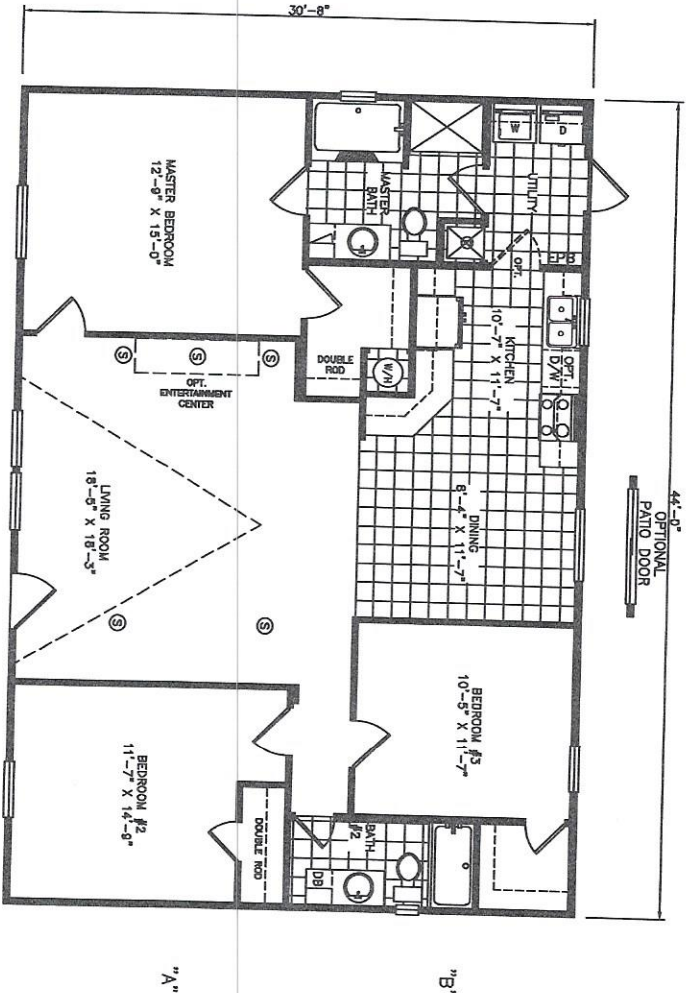 44'-0"
OPTIONAL
PATIO DOOR
30'-8"
D
W
UTILITY
OPT.
EPB
OPT.
D/W
KITCHEN
10'-7" X 11'-7"
DINING
8'-4" X 11'-7"
BEDROOM #3
10'-5" X 11'-7"
MASTER
BATH
W/H
DOUBLE
ROD
BATH
#2
DB
DOUBLE ROD
MASTER BEDROOM
12'-9" X 15'-0"
S
S
S
OPT.
ENTERTAINMENT
CENTER
LIVING ROOM
18'-5" X 18'-3"
S
S
BEDROOM #2
11'-7" X 14'-8"
"B"
"A"